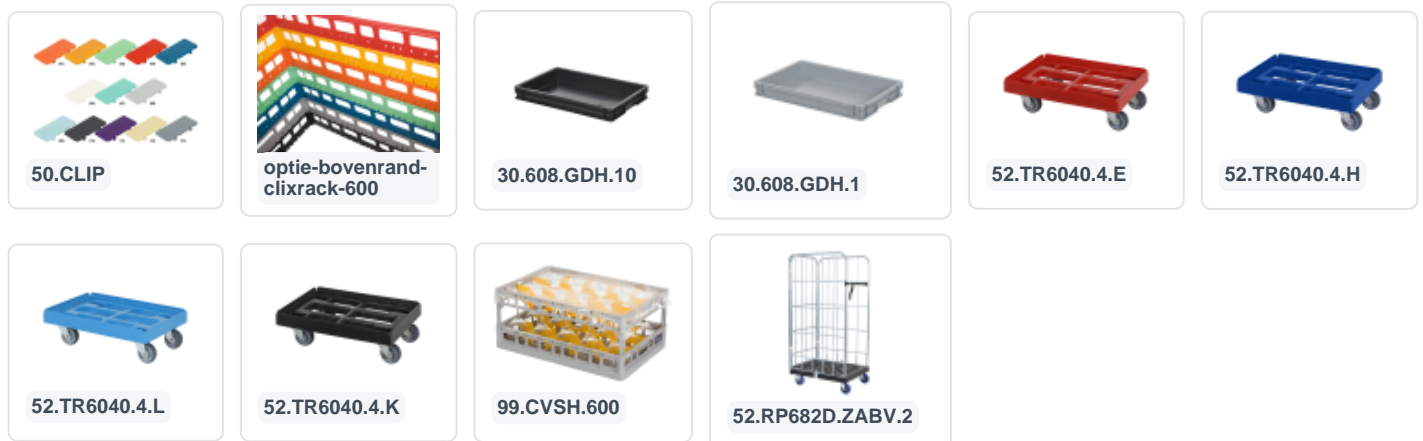 50.CLIP
optie-bovenrand-
clixrack-600
30.608.GDH.10
30.608.GDH.1
52.TR6040.4.E
52.TR6040.4.H
52.TR6040.4.L
52.TR6040.4.K
99.CVSH.600
52.RP682D.ZABV.2